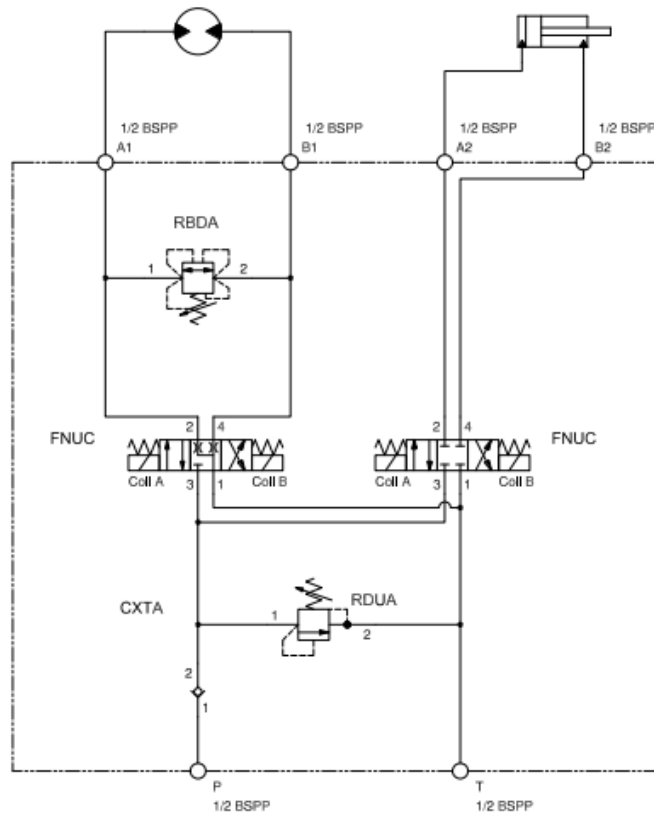 1/2 BSPP 1/2 BSPP 1/2 BSPP 1/2 BSPP
A1 B1 A2 B2
RBDA
1 2
2 4 2 4
FNUC FNUC
Coil A Coil B Coil A Coil B
3 1 3 1
CXTA RDUA
1 2
2
1
P T
1/2 BSPP 1/2 BSPP